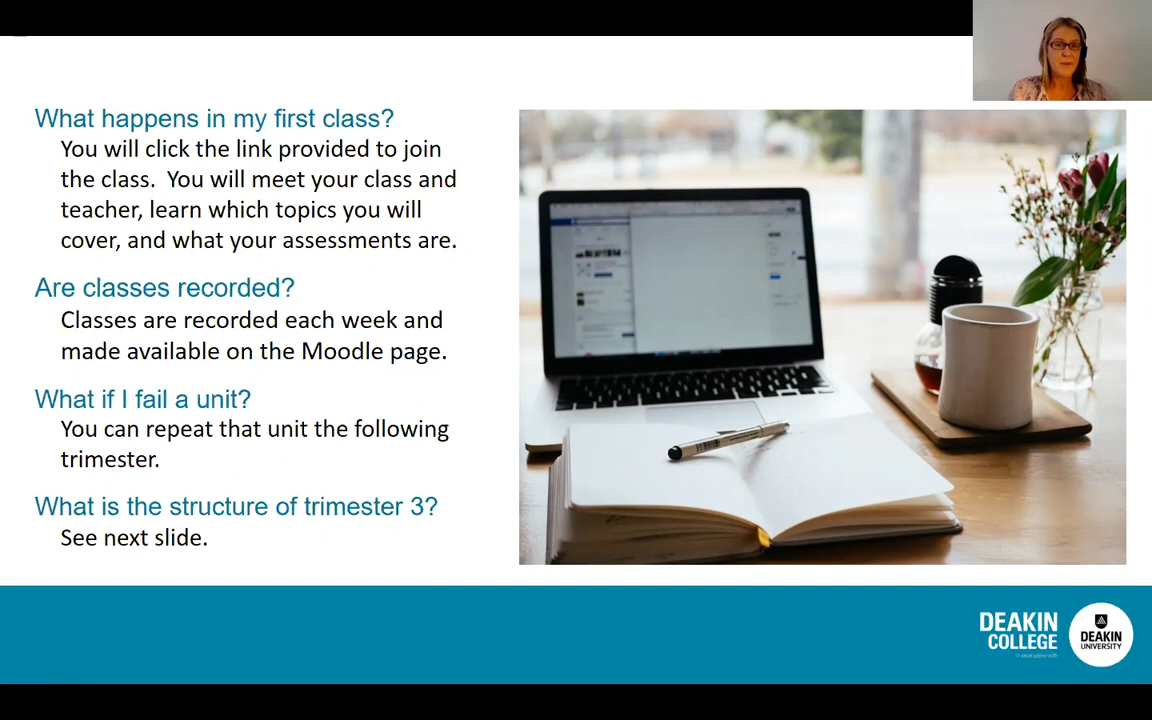 What happens in my first class?
You will click the link provided to join
the class.  You will meet your class and
teacher, learn which topics you will
cover, and what your assessments are.
Are classes recorded?
Classes are recorded each week and
made available on the Moodle page.
What if I fail a unit?
You can repeat that unit the following
trimester.
What is the structure of trimester 3?
See next slide.
DEAKIN
COLLEGE
DEAKIN
UNIVERSITY